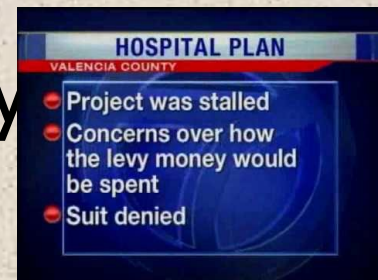 HOSPITAL PLAN
VALENCIA COUNTY
y
Project was stalled
Concerns over how
the levy money would
be spent
Suit denied